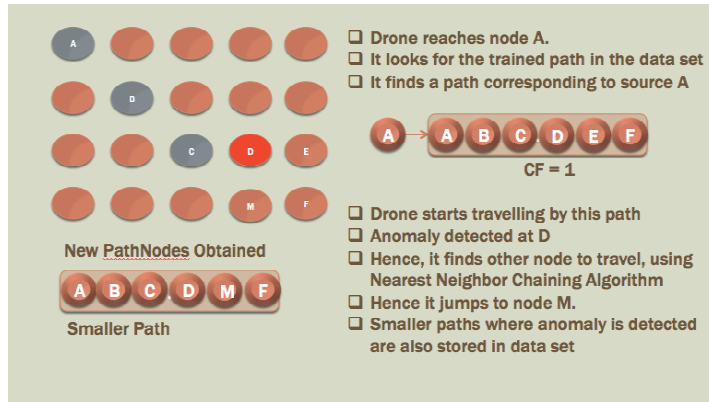 A
D
C
D
E
M
F
New PathNodes Obtained
A B C D M F
Smaller Path
Drone reaches node A.
It looks for the trained path in the data set
It finds a path corresponding to source A
A A B C D E F
CF = 1
Drone starts travelling by this path
Anomaly detected at D
Hence, it finds other node to travel, using
Nearest Neighbor Chaining Algorithm
Hence it jumps to node M.
Smaller paths where anomaly is detected
are also stored in data set